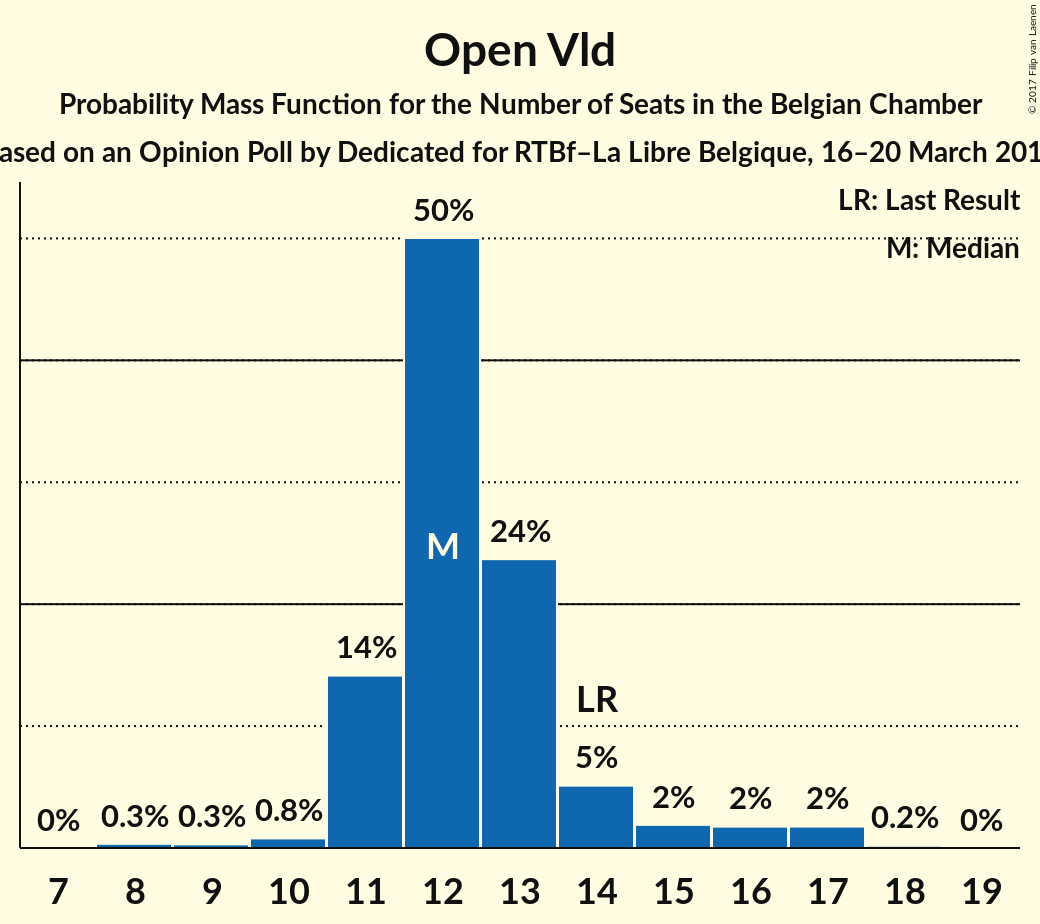 Open Vld
Probability Mass Function for the Number of Seats in the Belgian Chamber
ased on an Opinion Poll by Dedicated for RTBf–La Libre Belgique, 16–20 March 201
© 2017 Filip van Laenen
LR: Last Result
M: Median
50%
24%
M
14%
LR
5%
0% 0.3% 0.3% 0.8% 2% 2% 2% 0.2% 0%
7 8 9 10 11 12 13 14 15 16 17 18 19